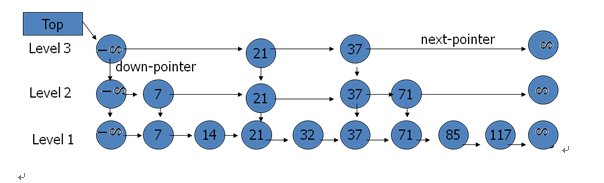 Top
Level 3 -∞ 21 37 next-pointer ∞
down-pointer
Level 2 -∞ 7 21 37 71 ∞
Level 1 -∞ 7 14 21 32 37 71 85 117 ∞